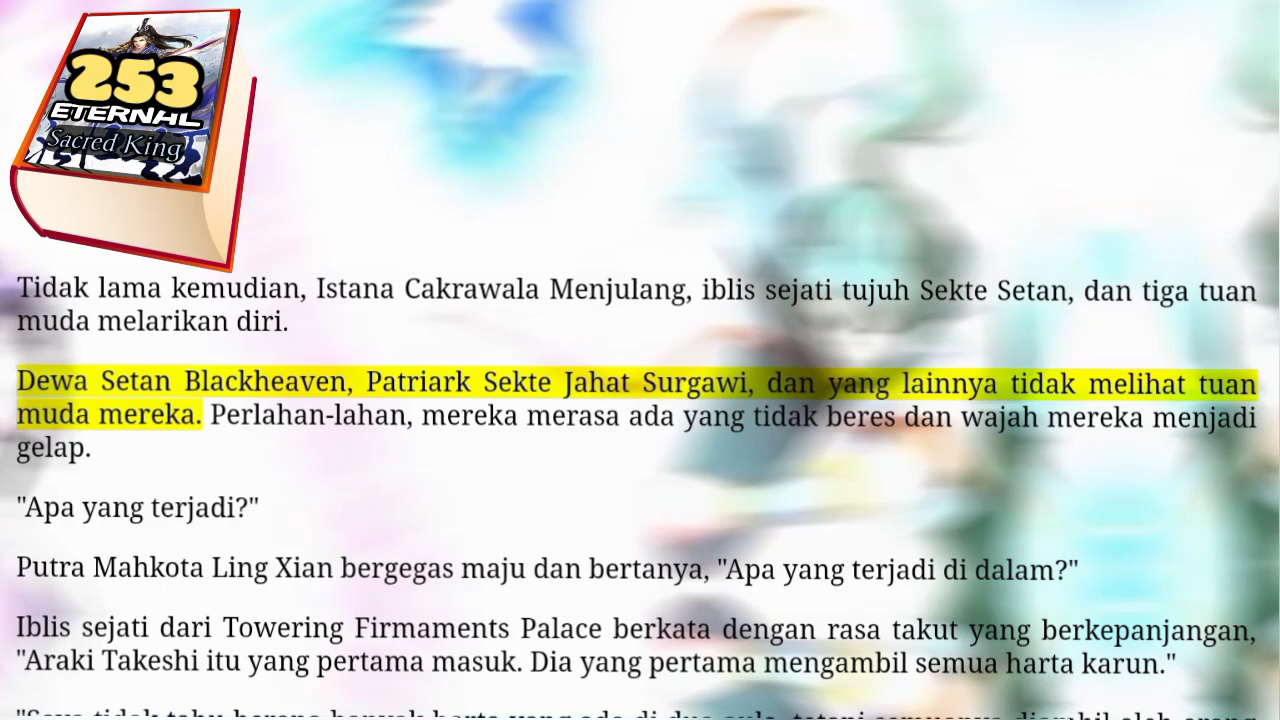 253
ETERNAL
Sacred King
Tidak lama kemudian, Istana Cakrawala Menjulang, iblis sejati tujuh Sekte Setan, dan tiga tuan
muda melarikan diri.
Dewa Setan Blackheaven, Patriark Sekte Jahat Surgawi, dan yang lainnya tidak melihat tuan
muda mereka. Perlahan-lahan, mereka merasa ada yang tidak beres dan wajah mereka menjadi
gelap.
"Apa yang terjadi?"
Putra Mahkota Ling Xian bergegas maju dan bertanya, "Apa yang terjadi di dalam?"
Iblis sejati dari Towering Firmaments Palace berkata dengan rasa takut yang berkepanjangan,
"Araki Takeshi itu yang pertama masuk. Dia yang pertama mengambil semua harta karun."